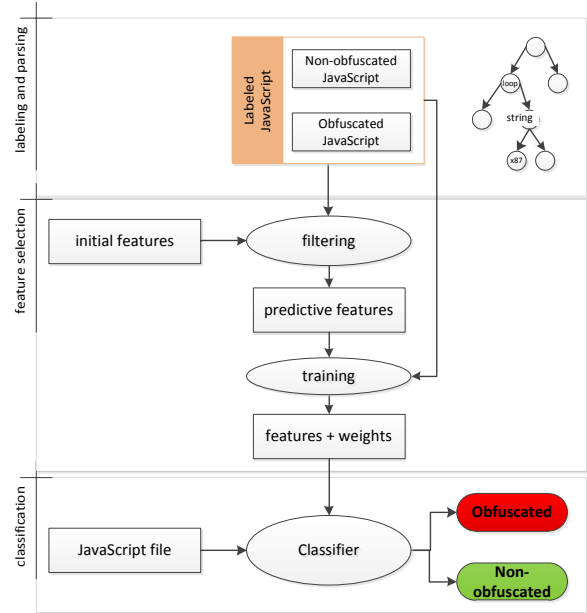 labeling and parsing
Labeled
JavaScript
Non-obfuscated
JavaScript
Obfuscated
JavaScript
loop
string
x87
feature selection
initial features
filtering
predictive features
training
features + weights
classification
JavaScript file
Classifier
Obfuscated
Non-
obfuscated